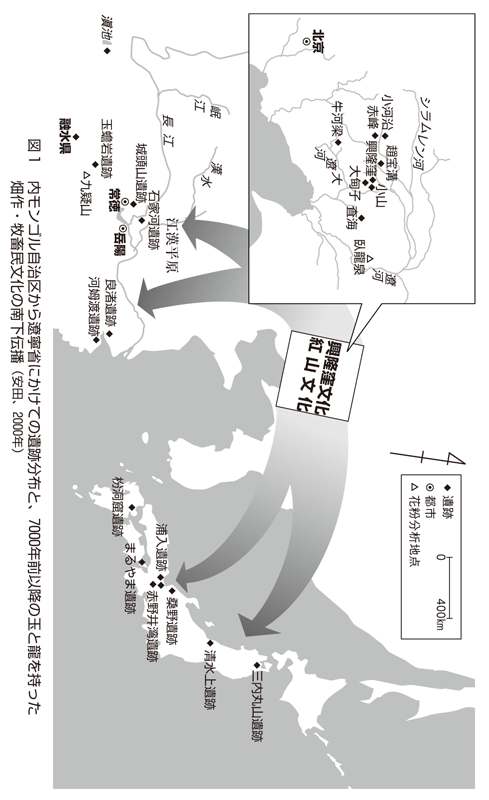 シラムレン河
小河沿
赤峰
趙宝溝
興隆窪
小山
牛河梁
大甸子
査海
大遼河
臥龍泉
遼河
北京
興隆窪文化
紅山文化
◆ 遺跡
◉ 都市
△ 花粉分析地点
0 400km
滇池
岷江
長江
漢水
城頭山遺跡
石家河遺跡
江漢平原
玉蟾岩遺跡
融水県
九疑山
常徳
岳陽
良渚遺跡
河姆渡遺跡
三内丸山遺跡
清水上遺跡
桑野遺跡
浦入遺跡
赤野井湾遺跡
まるやま遺跡
枌洞窟遺跡
図1 内モンゴル自治区から遼寧省にかけての遺跡分布と、7000年前以降の玉と龍を持った
畑作・牧畜民文化の南下伝播（安田、2000年）